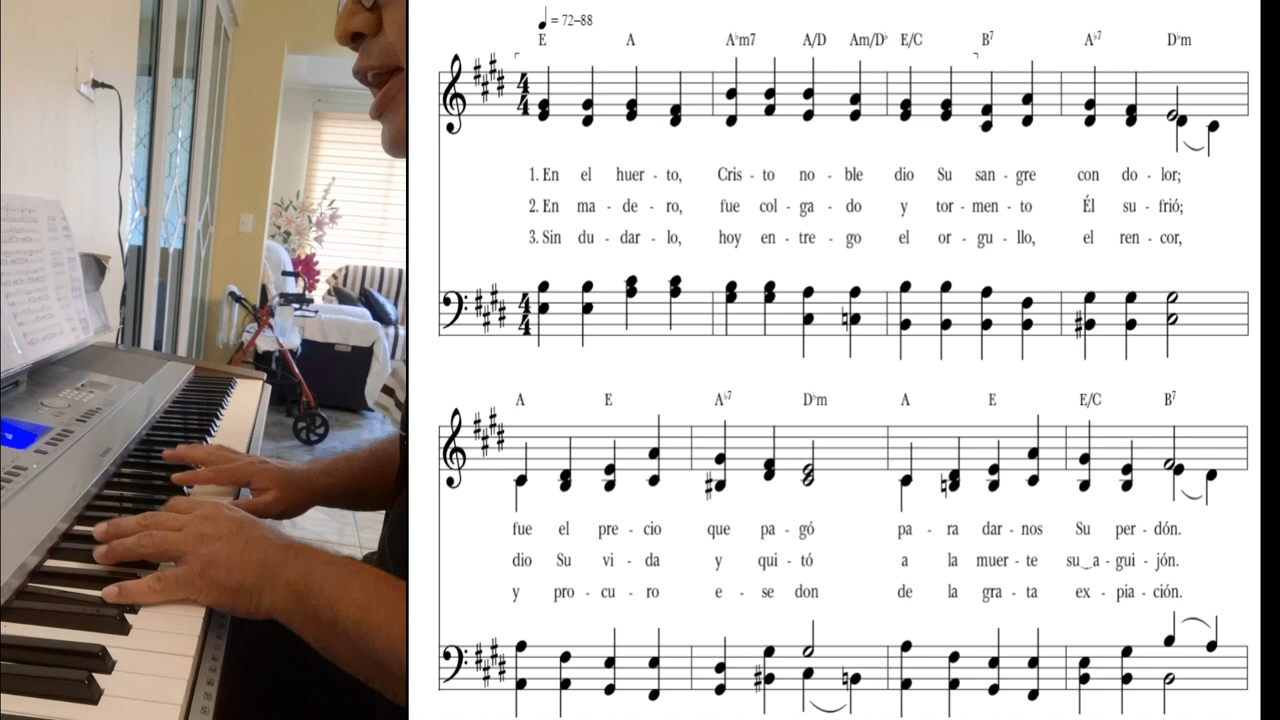 ♩ = 72–88
E A A♭m7 A/D Am/D♭ E/C B7 A♭7 D♭m
1. En el huer - to, Cris - to no - ble dio Su san - gre con do - lor;
2. En ma - de - ro, fue col - ga - do y tor - men - to Él su - frió;
3. Sin du - dar - lo, hoy en - tre - go el or - gu - llo, el ren - cor,
A E A♭7 D♭m A E E/C B7
fue el pre - cio que pa - gó pa - ra dar - nos Su per - dón.
dio Su vi - da y qui - tó a la muer - te su‿a - gui - jón.
y pro - cu - ro e - se don de la gra - ta ex - pia - ción.